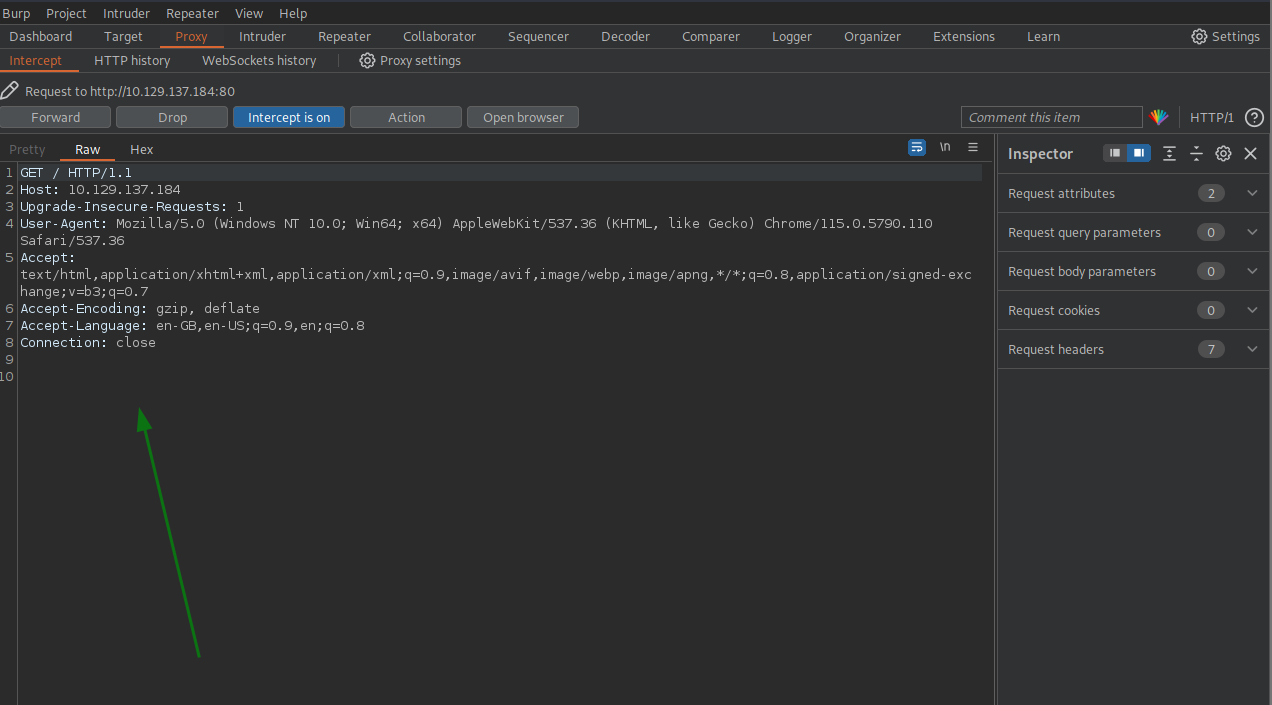 Burp Project Intruder Repeater View Help
Dashboard Target Proxy Intruder Repeater Collaborator Sequencer Decoder Comparer Logger Organizer Extensions Learn Settings
Intercept HTTP history WebSockets history Proxy settings
Request to http://10.129.137.184:80
Forward Drop Intercept is on Action Open browser Comment this item HTTP/1 ?
Pretty Raw Hex \n
Inspector
1 GET / HTTP/1.1
2 Host: 10.129.137.184
3 Upgrade-Insecure-Requests: 1
4 User-Agent: Mozilla/5.0 (Windows NT 10.0; Win64; x64) AppleWebKit/537.36 (KHTML, like Gecko) Chrome/115.0.5790.110
Safari/537.36
5 Accept:
text/html,application/xhtml+xml,application/xml;q=0.9,image/avif,image/webp,image/apng,*/*;q=0.8,application/signed-exc
hange;v=b3;q=0.7
6 Accept-Encoding: gzip, deflate
7 Accept-Language: en-GB,en-US;q=0.9,en;q=0.8
8 Connection: close
9
10
Request attributes 2
Request query parameters 0
Request body parameters 0
Request cookies 0
Request headers 7